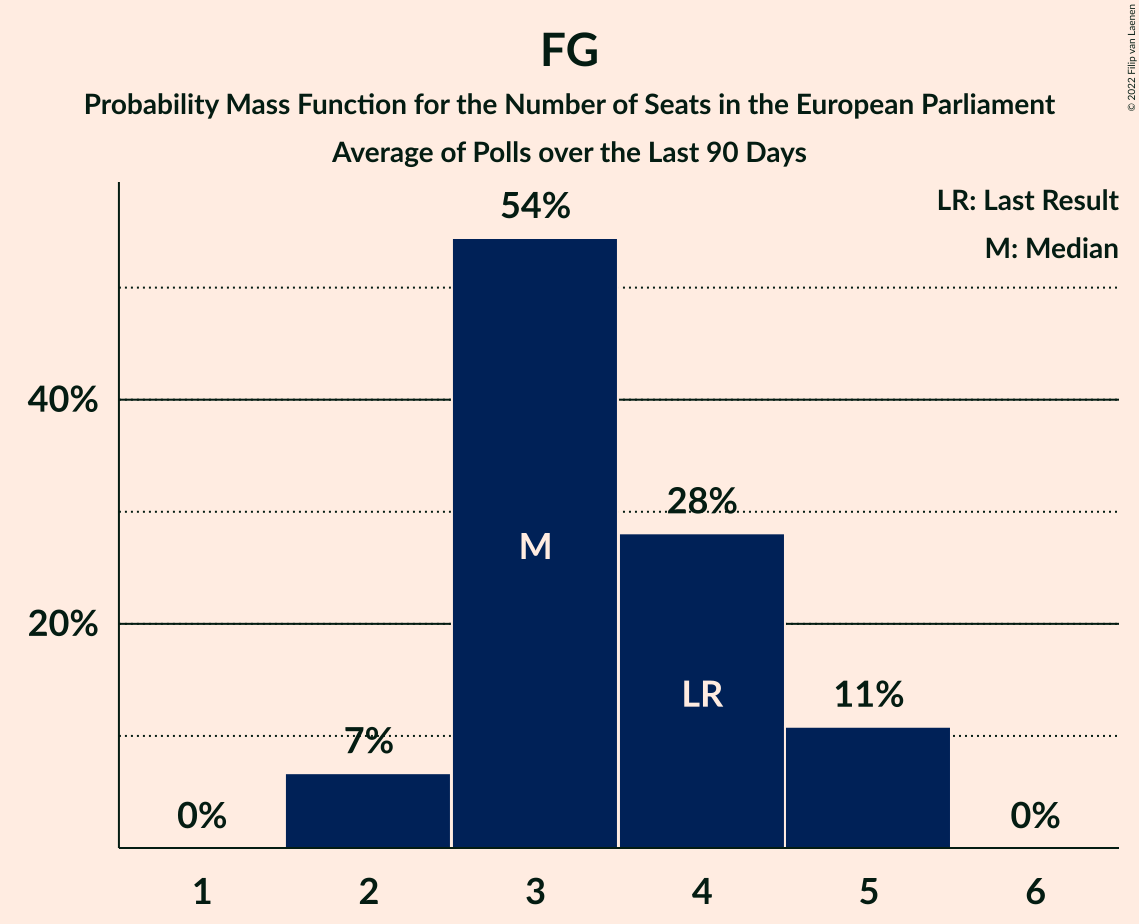 FG
Probability Mass Function for the Number of Seats in the European Parliament
Average of Polls over the Last 90 Days
© 2022 Filip van Laenen
LR: Last Result
M: Median
54%
40%
28%
M
20%
LR
11%
7%
0%
0%
1 2 3 4 5 6